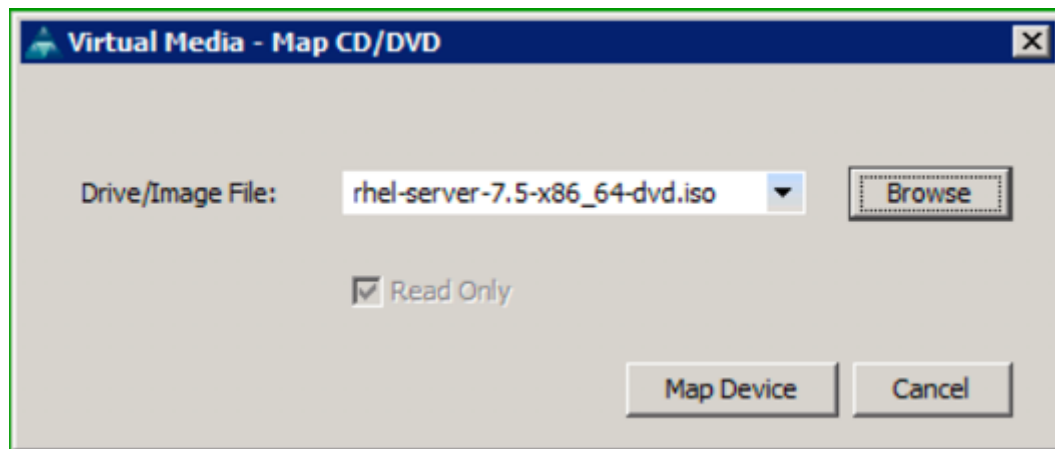 Virtual Media - Map CD/DVD
Drive/Image File: rhel-server-7.5-x86_64-dvd.iso Browse
Read Only
Map Device Cancel